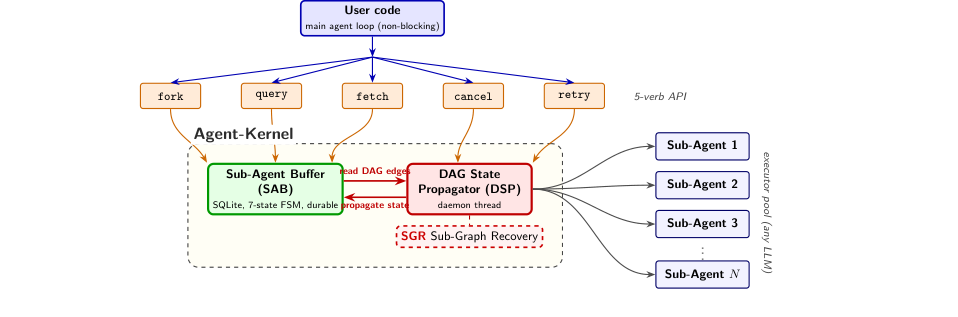 User code
main agent loop (non-blocking)
fork
query
fetch
cancel
retry
5-verb API
Agent-Kernel
Sub-Agent Buffer
(SAB)
SQLite, 7-state FSM, durable
read DAG edges
propagate state
DAG State
Propagator (DSP)
daemon thread
SGR Sub-Graph Recovery
Sub-Agent 1
Sub-Agent 2
Sub-Agent 3
⋮
Sub-Agent N
executor pool (any LLM)